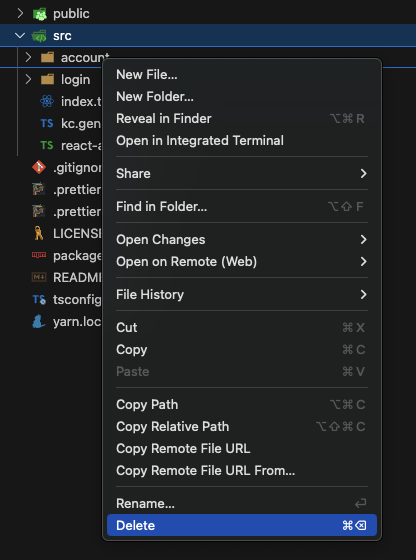 public
src
account
login
index.t
TS kc.gen
TS react-a
.gitignor
.prettier
.prettier
LICENS
package
README
TS tsconfig
yarn.loc
New File...
New Folder...
Reveal in Finder ⌥⌘R
Open in Integrated Terminal
Share
Find in Folder... ⌥⇧F
Open Changes
Open on Remote (Web)
File History
Cut ⌘X
Copy ⌘C
Paste ⌘V
Copy Path ⌥⌘C
Copy Relative Path ⌥⇧⌘C
Copy Remote File URL
Copy Remote File URL From...
Rename... ⏎
Delete ⌘⌫